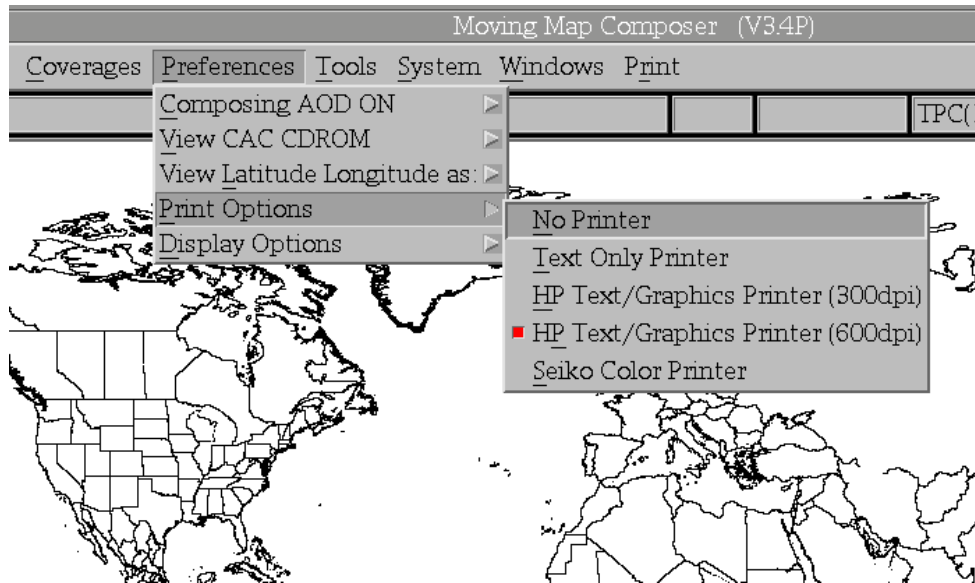 Moving Map Composer (V3.4P)
Coverages Preferences Tools System Windows Print
TPC(
Composing AOD ON
View CAC CDROM
View Latitude Longitude as:
Print Options
Display Options
No Printer
Text Only Printer
HP Text/Graphics Printer (300dpi)
HP Text/Graphics Printer (600dpi)
Seiko Color Printer